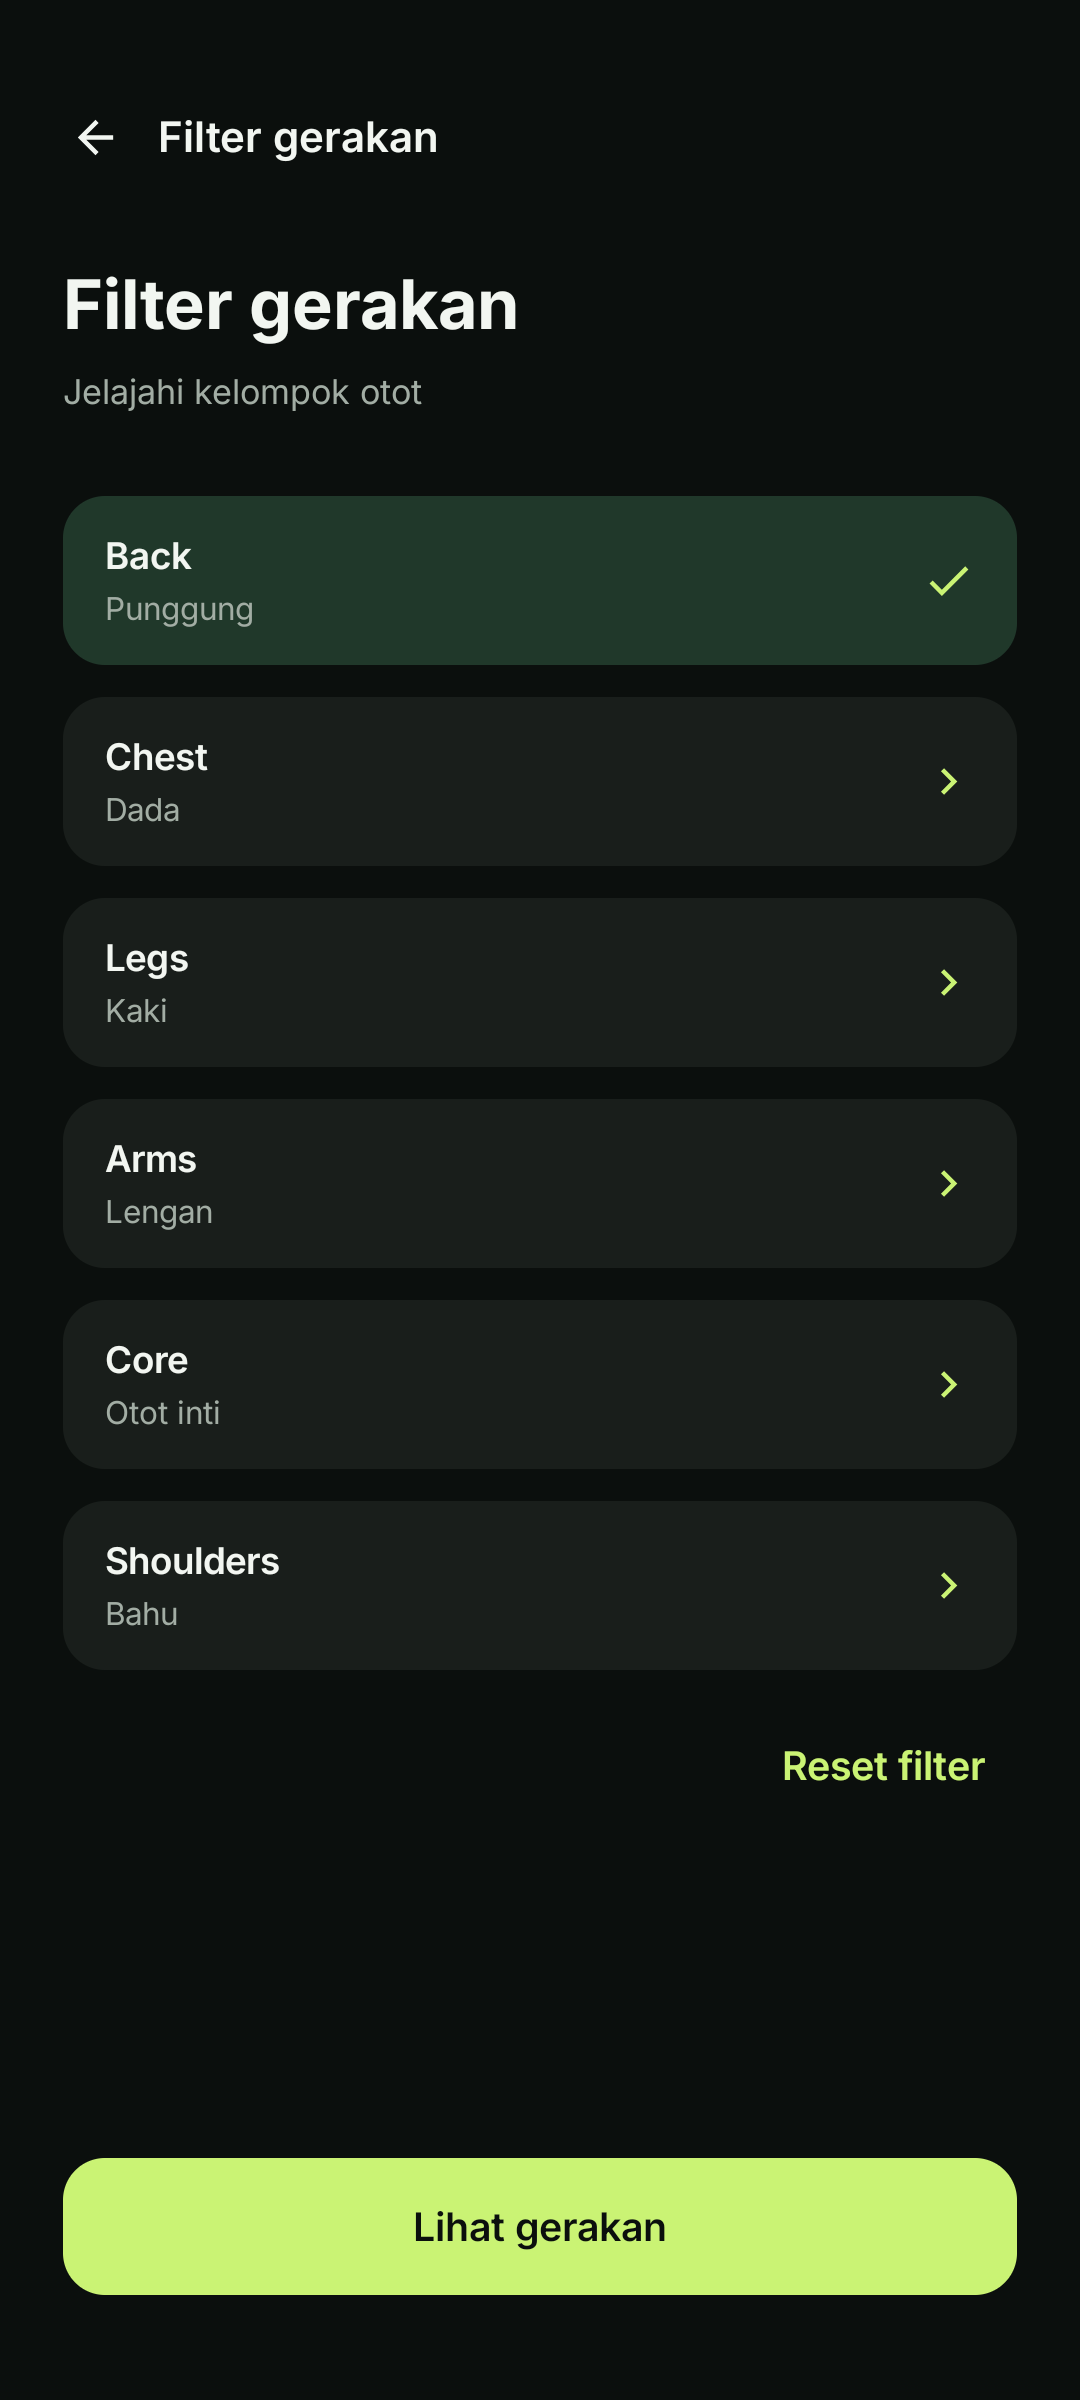 Filter gerakan
Filter gerakan
Jelajahi kelompok otot
Back
Punggung
Chest
Dada
Legs
Kaki
Arms
Lengan
Core
Otot inti
Shoulders
Bahu
Reset filter
Lihat gerakan